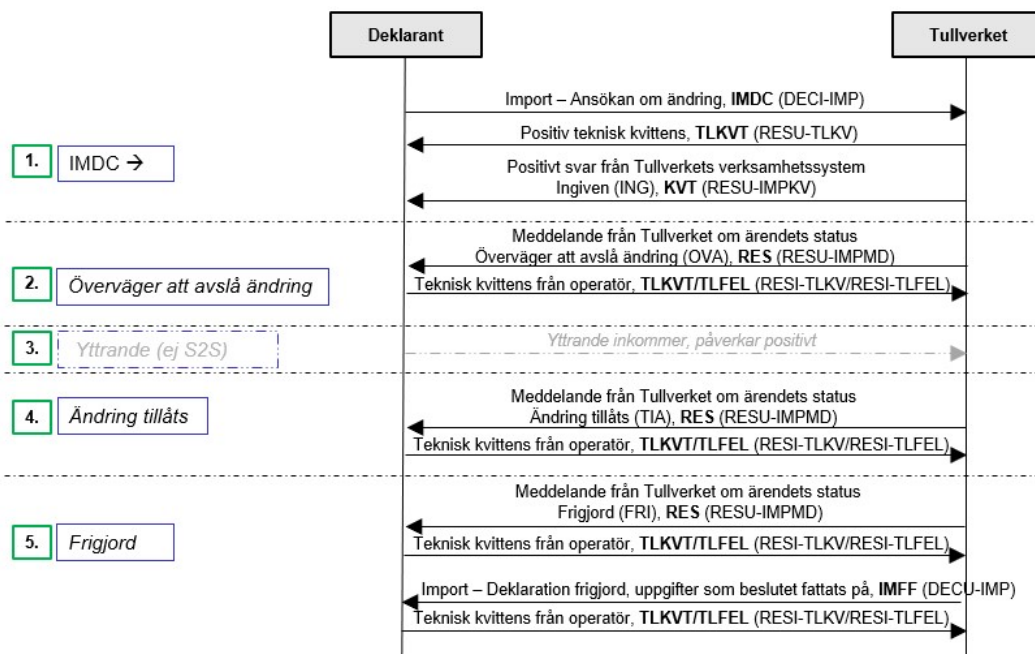 Deklarant
Tullverket
Import – Ansökan om ändring, IMDC (DECI-IMP)
Positiv teknisk kvittens, TLKVT (RESU-TLKV)
1.
IMDC →
Positivt svar från Tullverkets verksamhetssystem
Ingiven (ING), KVT (RESU-IMPKV)
Meddelande från Tullverket om ärendets status
Överväger att avslå ändring (OVA), RES (RESU-IMPMD)
2.
Överväger att avslå ändring
Teknisk kvittens från operatör, TLKVT/TLFEL (RESI-TLKV/RESI-TLFEL)
3.
Yttrande (ej S2S)
Yttrande inkommer, påverkar positivt
4.
Ändring tillåts
Meddelande från Tullverket om ärendets status
Ändring tillåts (TIA), RES (RESU-IMPMD)
Teknisk kvittens från operatör, TLKVT/TLFEL (RESI-TLKV/RESI-TLFEL)
Meddelande från Tullverket om ärendets status
Frigjord (FRI), RES (RESU-IMPMD)
5.
Frigjord
Teknisk kvittens från operatör, TLKVT/TLFEL (RESI-TLKV/RESI-TLFEL)
Import – Deklaration frigjord, uppgifter som beslutet fattats på, IMFF (DECU-IMP)
Teknisk kvittens från operatör, TLKVT/TLFEL (RESI-TLKV/RESI-TLFEL)